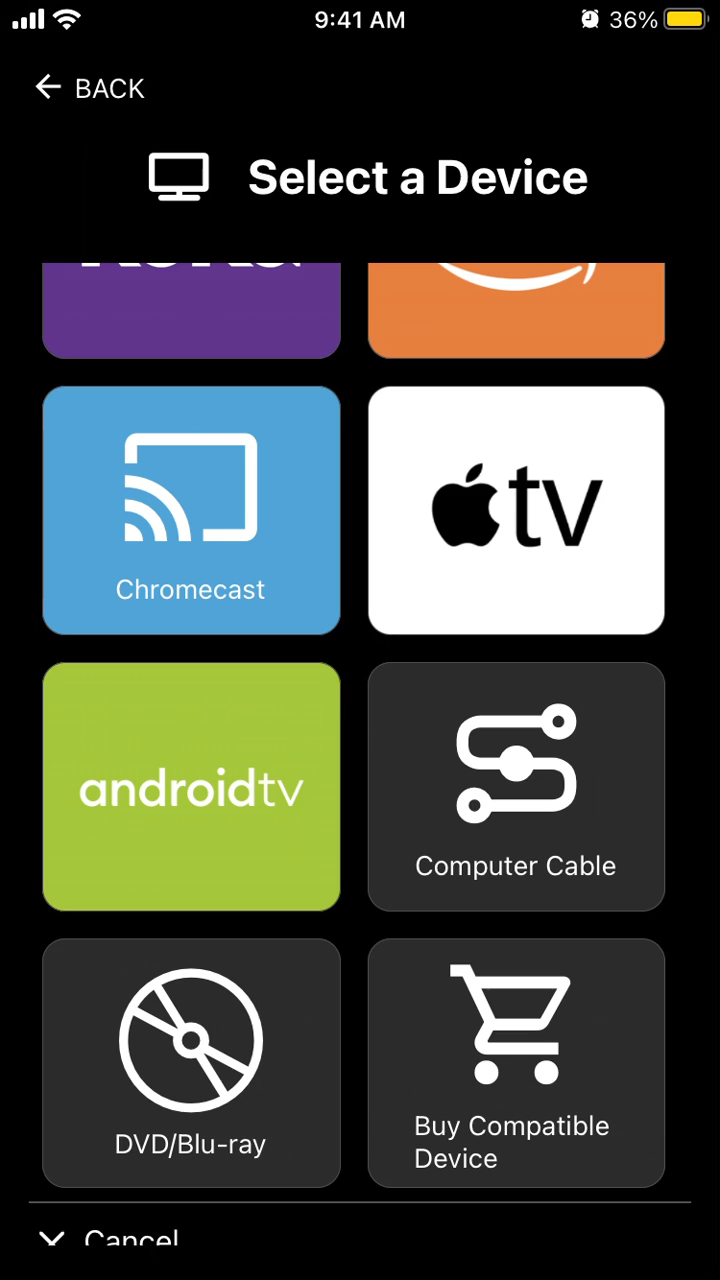 9:41 AM
36%
BACK
Select a Device
Chromecast
tv
androidtv
Computer Cable
DVD/Blu-ray
Buy Compatible
Device
Cancel